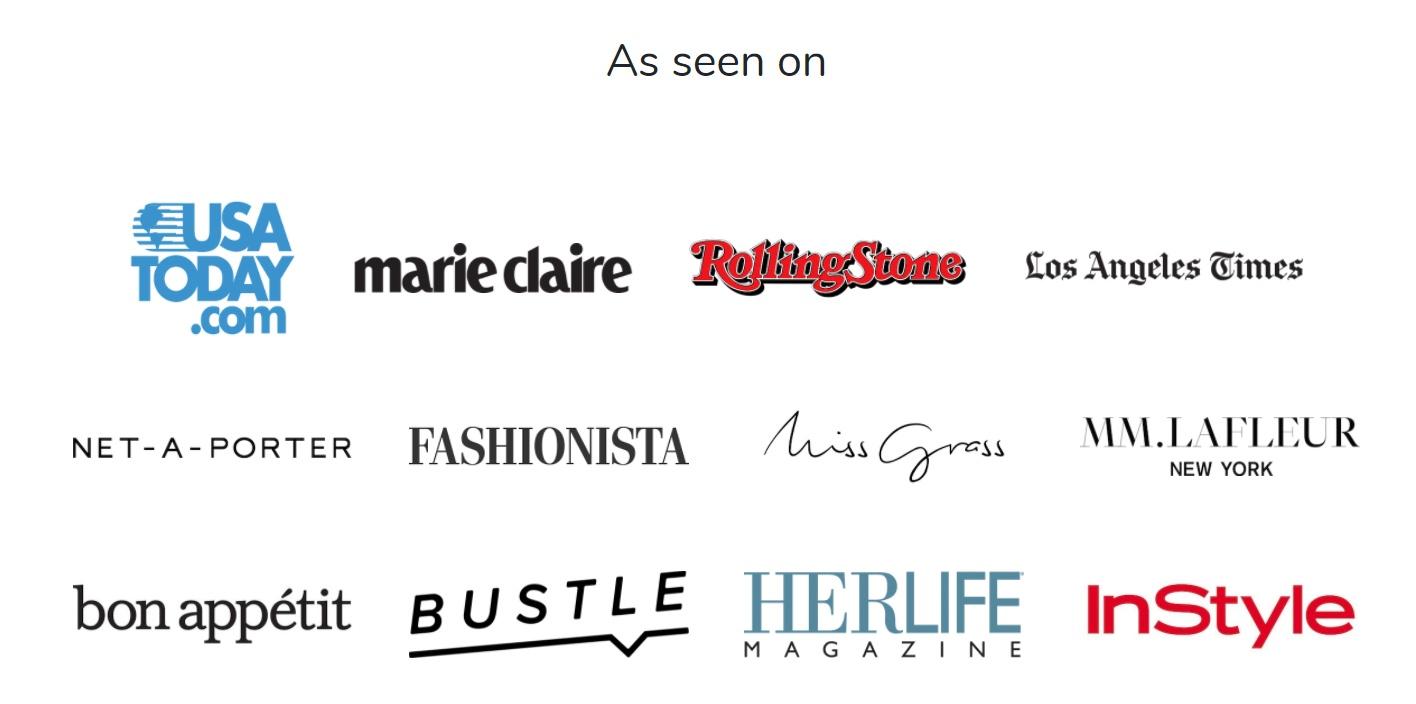 As seen on
USA
TODAY
.com
marie claire
RollingStone
Los Angeles Times
NET-A-PORTER
FASHIONISTA
Miss Grass
MM.LAFLEUR
NEW YORK
bon appétit
BUSTLE
HERLIFE
MAGAZINE
InStyle